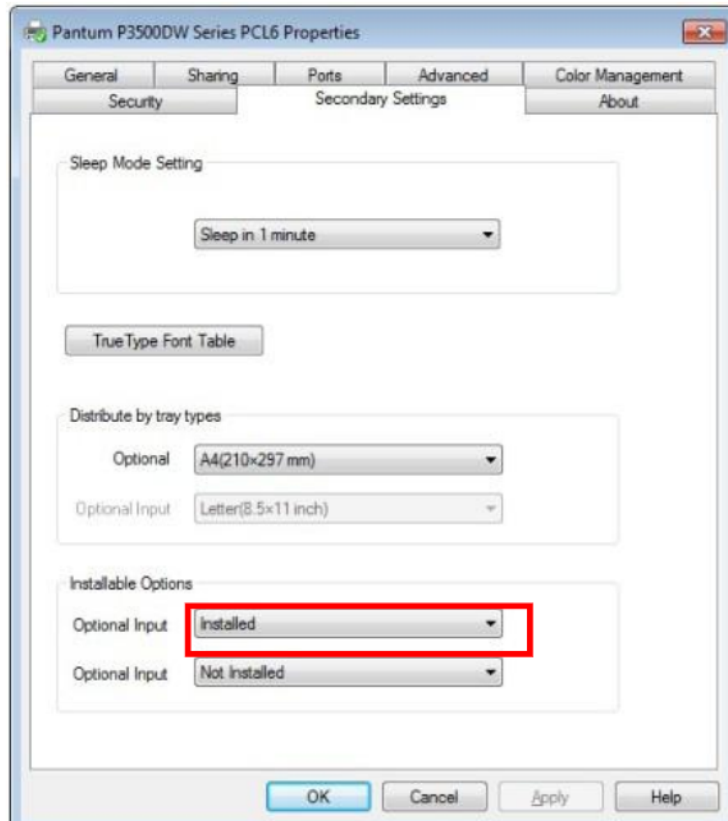 Pantum P3500DW Series PCL6 Properties
General Sharing Ports Advanced Color Management
Security Secondary Settings About
Sleep Mode Setting
Sleep in 1 minute
TrueType Font Table
Distribute by tray types
Optional A4(210×297 mm)
Optional Input Letter(8.5×11 inch)
Installable Options
Optional Input Installed
Optional Input Not Installed
OK Cancel Apply Help